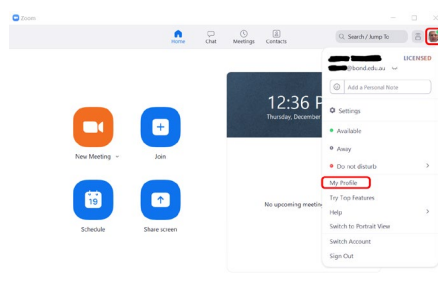 Zoom
Home
Chat
Meetings
Contacts
Search / Jump To
LICENSED
@bond.edu.au
Add a Personal Note
12:36 P
Thursday, December
Settings
Available
Away
Do not disturb
My Profile
Try Top Features
Help
Switch to Portrait View
Switch Account
Sign Out
New Meeting
Join
19
Schedule
Share screen
No upcoming meetin